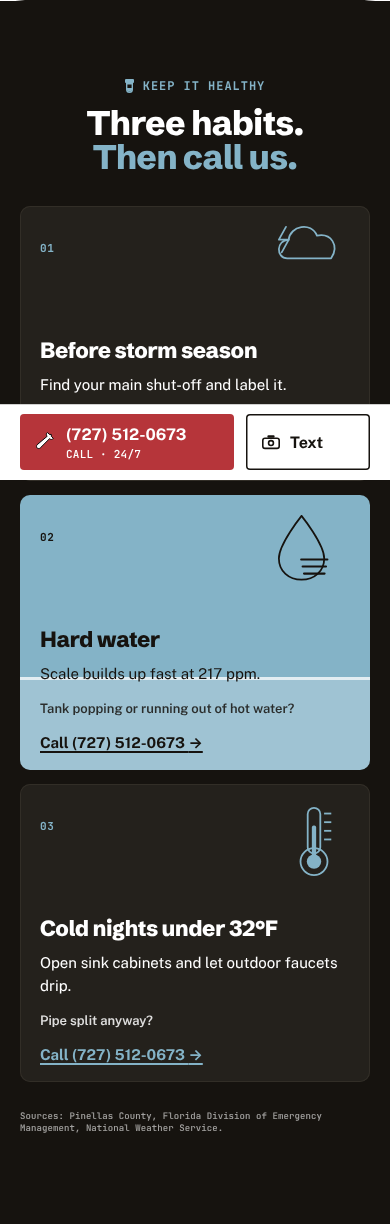 KEEP IT HEALTHY
Three habits.
Then call us.
01
Before storm season
Find your main shut-off and label it.
(727) 512-0673
CALL · 24/7
Text
02
Hard water
Scale builds up fast at 217 ppm.
Tank popping or running out of hot water?
Call (727) 512-0673 →
03
Cold nights under 32°F
Open sink cabinets and let outdoor faucets
drip.
Pipe split anyway?
Call (727) 512-0673 →
Sources: Pinellas County, Florida Division of Emergency
Management, National Weather Service.